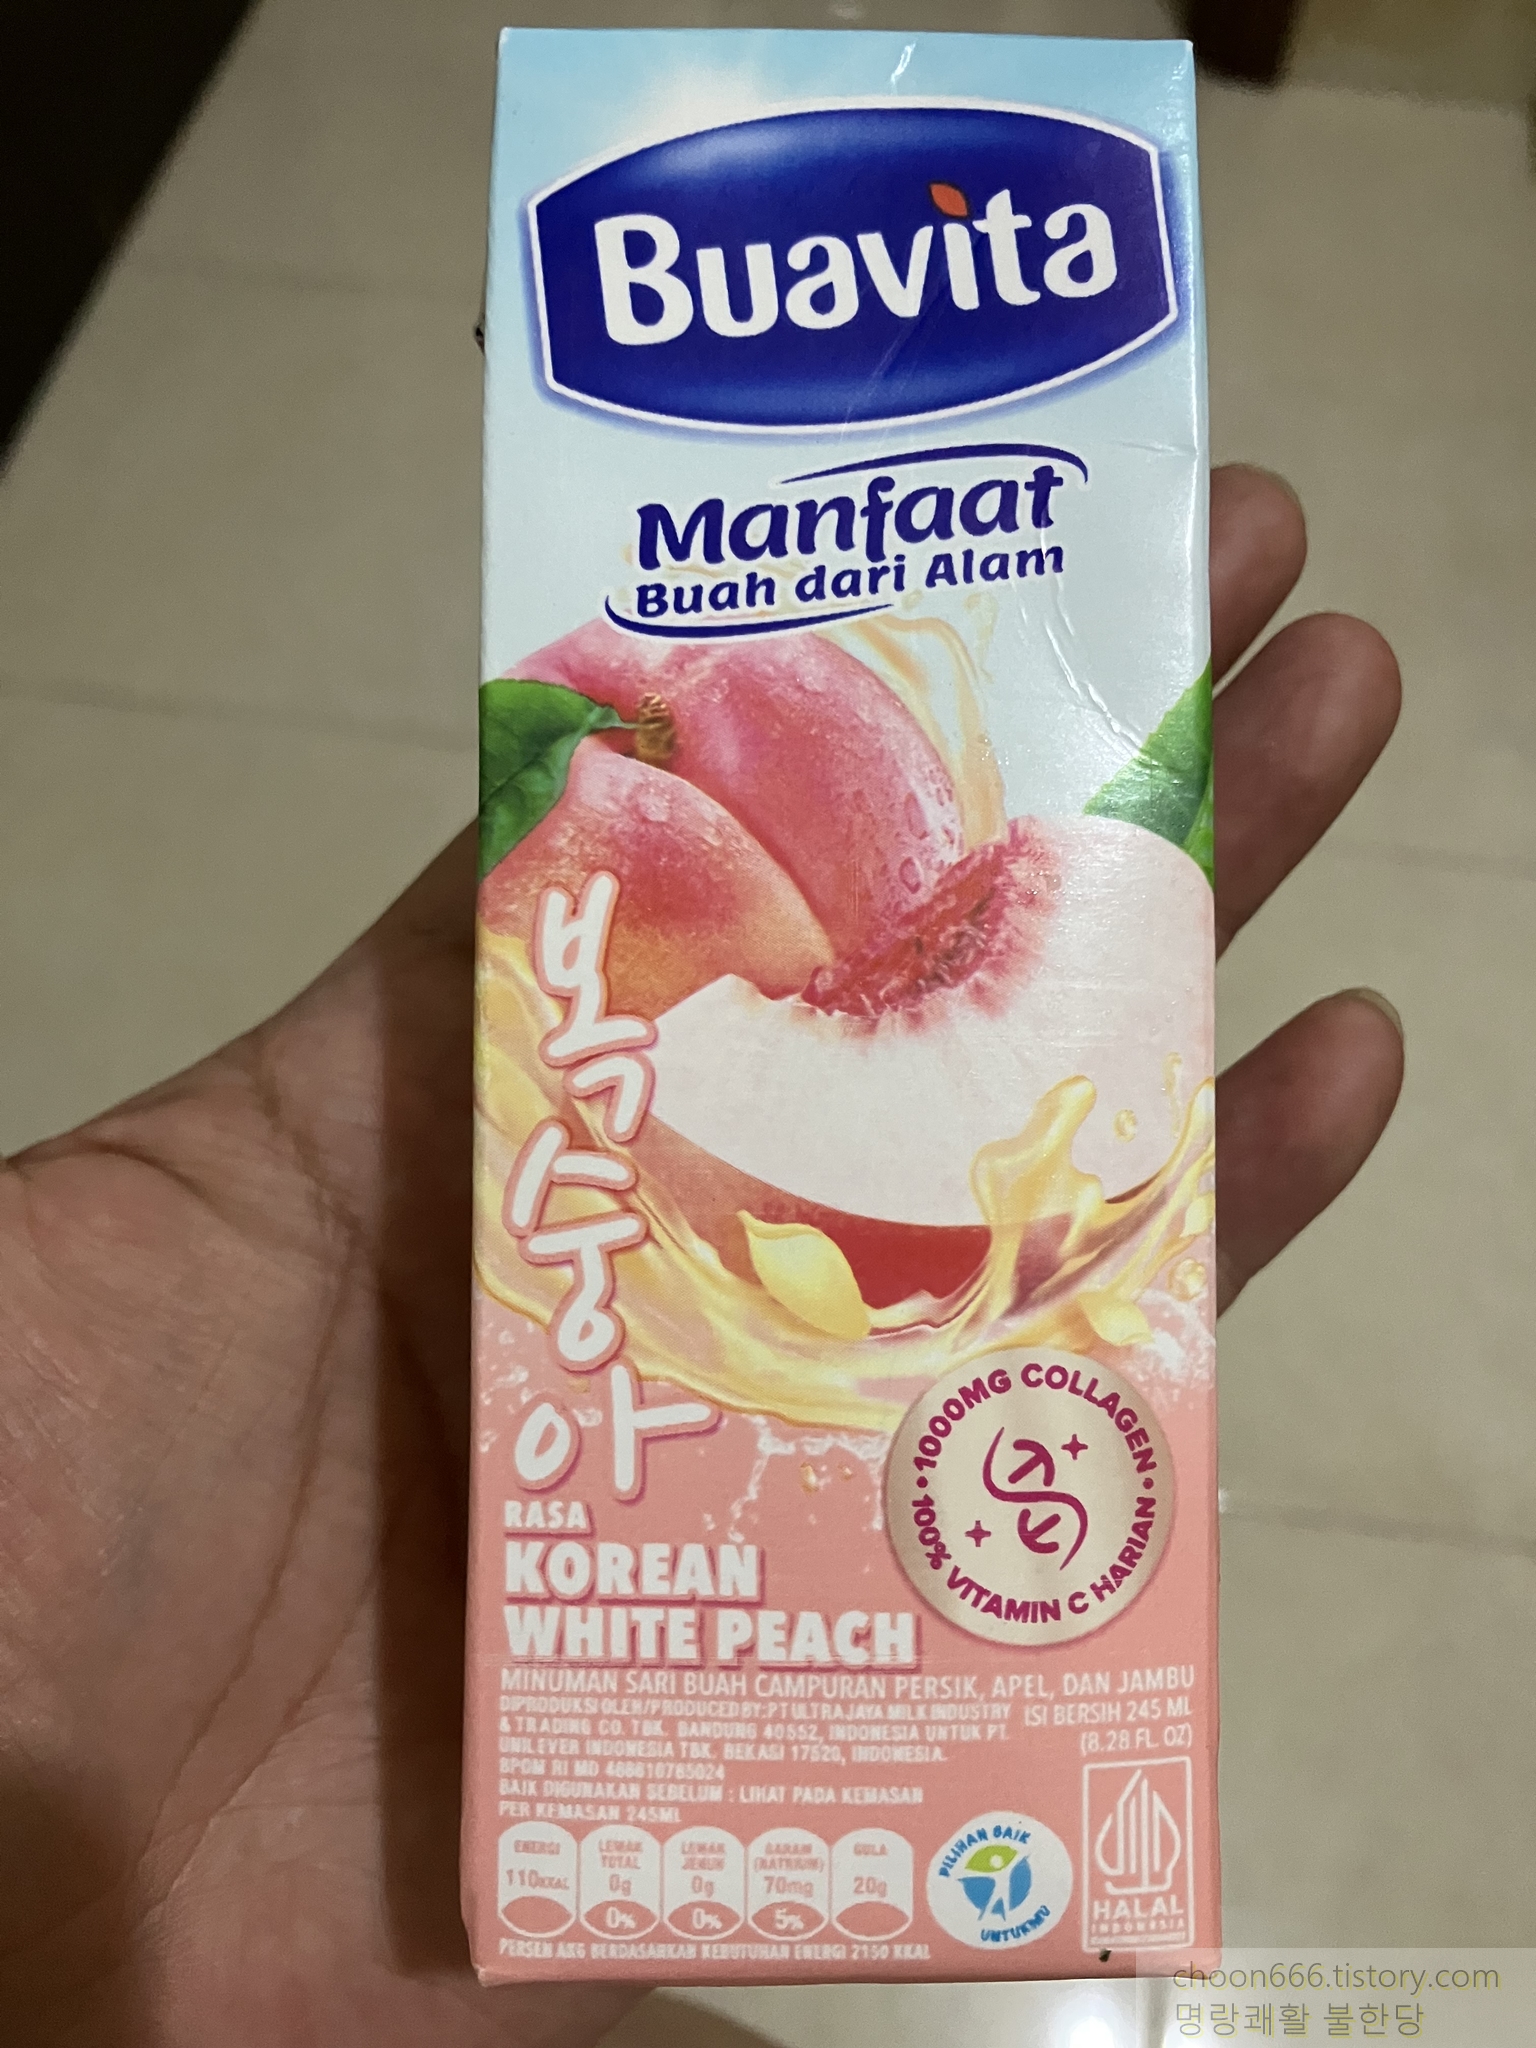 Buavita
Manfaat
Buah dari Alam
복숭아
RASA
KOREAN
WHITE PEACH
1000MG COLLAGEN
100% VITAMIN C HARIAN
MINUMAN SARI BUAH CAMPURAN PERSIK, APEL, DAN JAMBU
DIPRODUKSI OLEH/PRODUCED BY: PT ULTRAJAYA MILK INDUSTRY
& TRADING CO. TBK. BANDUNG 40552, INDONESIA UNTUK PT.
UNILEVER INDONESIA TBK. BEKASI 17520, INDONESIA.
ISI BERSIH 245 ML
(8.28 FL. OZ)
BPOM RI MD
BAIK DIGUNAKAN SEBELUM : LIHAT PADA KEMASAN
PER KEMASAN 245ML
ENERGI
110KKAL
LEMAK
TOTAL
0g
0%
LEMAK
JENUH
0g
0%
GARAM
(NATRIUM)
70mg
5%
GULA
20g
PERSEN AKG BERDASARKAN KEBUTUHAN ENERGI 2150 KKAL
PILIHAN BAIK
UNTUKMU
HALAL
INDONESIA
choon666.tistory.com
명랑쾌활 불한당